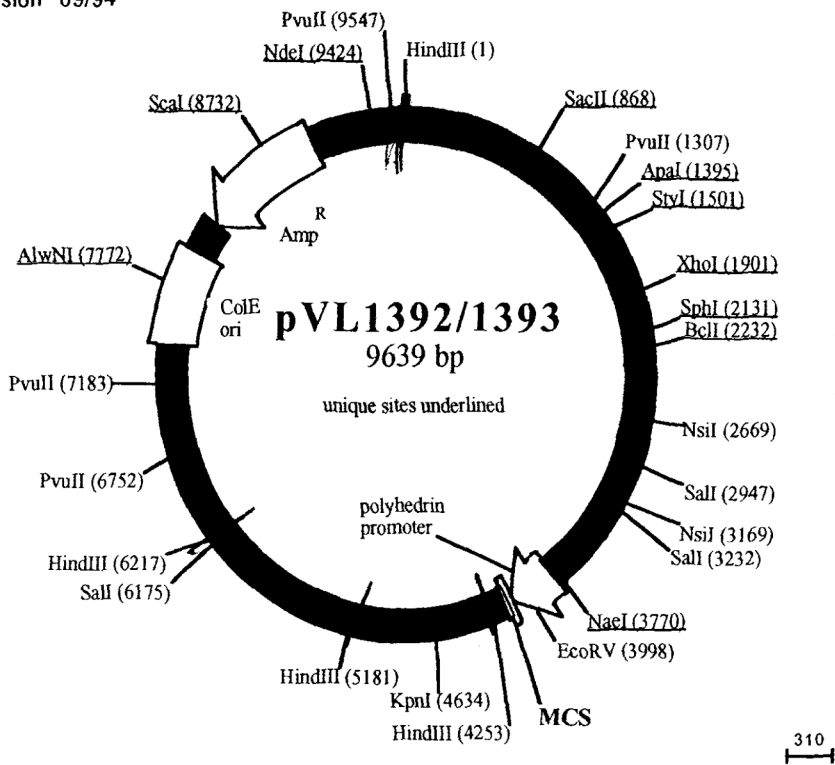 09/94
PvuII (9547)
HindIII (1)
NdeI (9424)
ScaI (8732)
SacII (868)
PvuII (1307)
ApaI (1395)
StyI (1501)
Amp R
AlwNI (7772)
XhoI (1901)
ColE
ori
pVL1392/1393
9639 bp
SphI (2131)
BclI (2232)
unique sites underlined
PvuII (7183)
NsiI (2669)
PvuII (6752)
SalI (2947)
polyhedrin
promoter
NsiI (3169)
SalI (3232)
HindIII (6217)
SalI (6175)
NaeI (3770)
EcoRV (3998)
HindIII (5181)
KpnI (4634)
MCS
HindIII (4253)
310